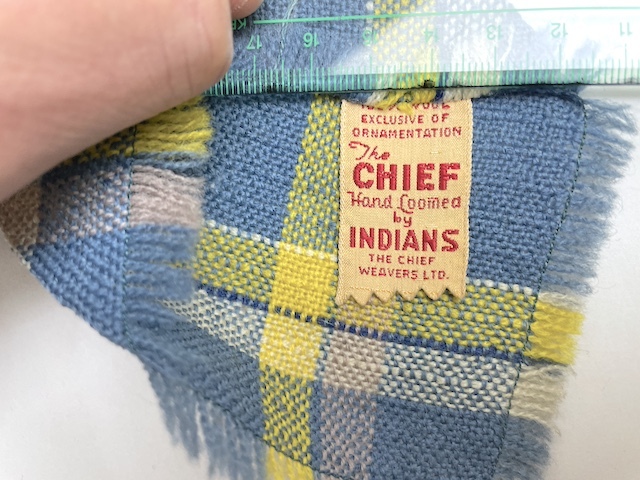 17 16 14 13 12 11
WOOL
EXCLUSIVE OF
ORNAMENTATION
The
CHIEF
Hand Loomed
by
INDIANS
THE CHIEF
WEAVERS LTD.